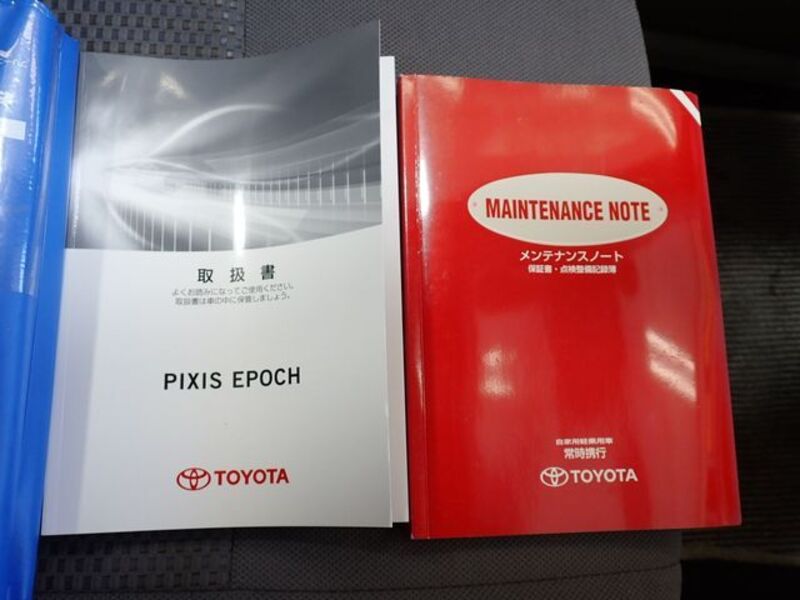 取扱書
よくお読みになってご使用ください。
取扱書は車の中に保管しましょう。
PIXIS EPOCH
TOYOTA
MAINTENANCE NOTE
メンテナンスノート
保証書・点検整備記録簿
自家用軽乗用車
常時携行
TOYOTA